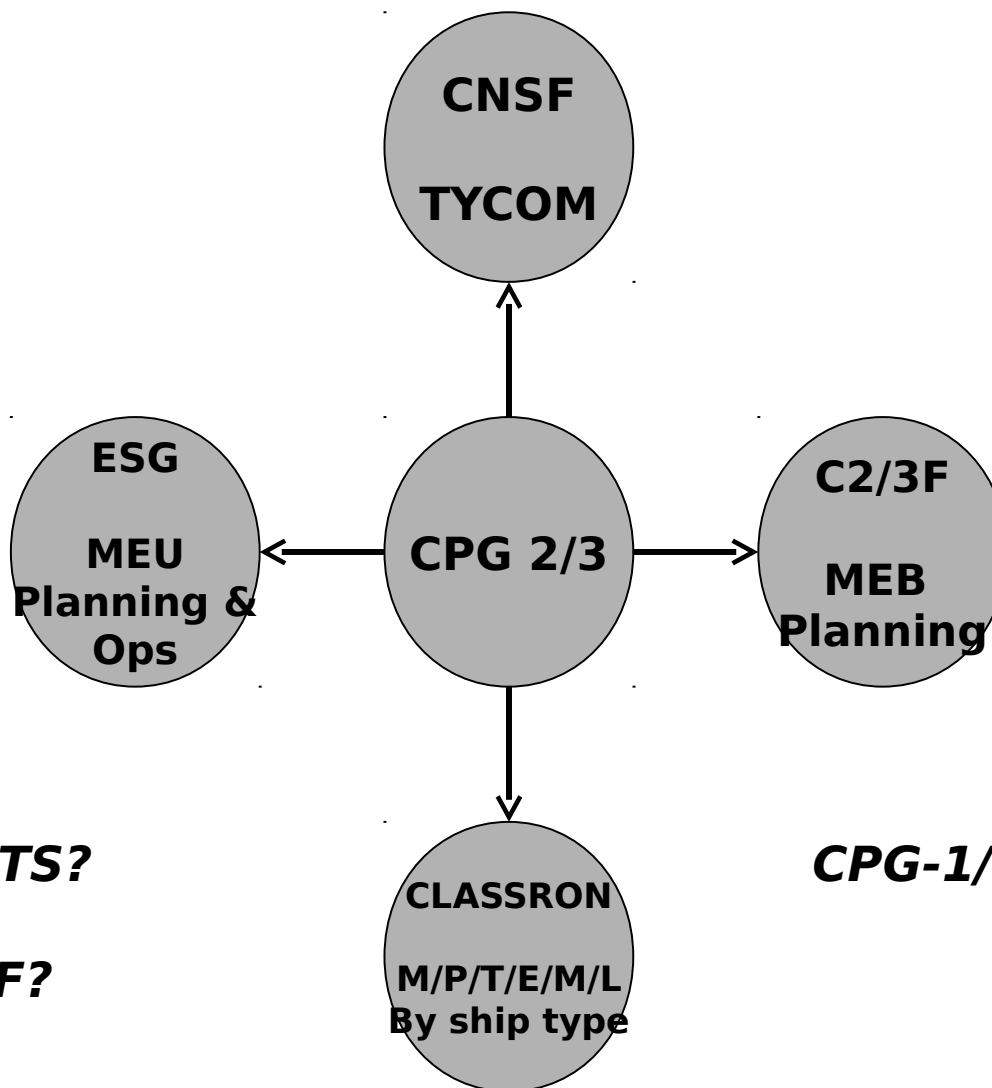 CNSF
TYCOM
ESG
MEU
Planning &
Ops
CPG 2/3
C2/3F
MEB
Planning
TS?
CPG-1/
F?
CLASSRON
M/P/T/E/M/L
By ship type